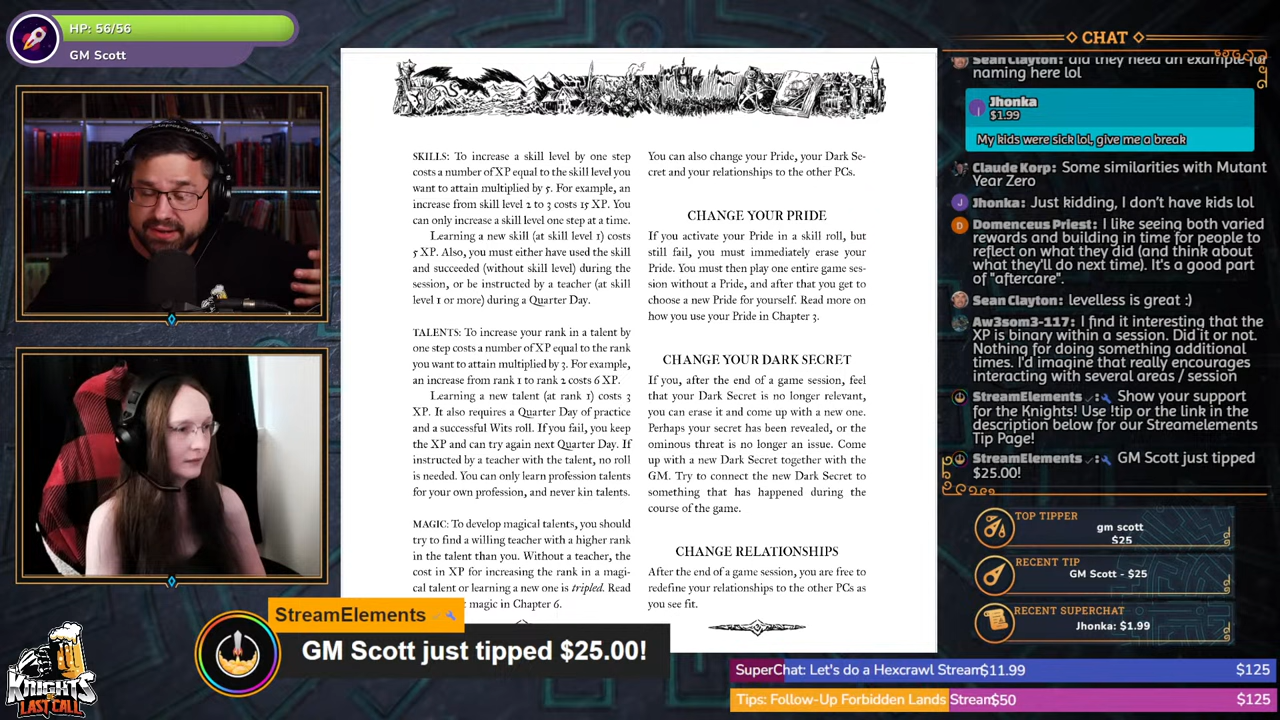 HP: 56/56
GM Scott
SKILLS: To increase a skill level by one step
costs a number of XP equal to the skill level you
want to attain multiplied by 5. For example, an
increase from skill level 2 to 3 costs 15 XP. You
can only increase a skill level one step at a time.
Learning a new skill (at skill level 1) costs
5 XP. Also, you must either have used the skill
and succeeded (without skill level) during the
session, or be instructed by a teacher (at skill
level 1 or more) during a Quarter Day.
TALENTS: To increase your rank in a talent by
one step costs a number of XP equal to the rank
you want to attain multiplied by 3. For example,
an increase from rank 1 to rank 2 costs 6 XP.
Learning a new talent (at rank 1) costs 3
XP. It also requires a Quarter Day of practice
and a successful Wits roll. If you fail, you keep
the XP and can try again next Quarter Day. If
instructed by a teacher with the talent, no roll
is needed. You can only learn profession talents
for your own profession, and never kin talents.
MAGIC: To develop magical talents, you should
try to find a willing teacher with a higher rank
in the talent than you. Without a teacher, the
cost in XP for increasing the rank in a magi-
cal talent or learning a new one is tripled. Read
magic in Chapter 6.
You can also change your Pride, your Dark Se-
cret and your relationships to the other PCs.
CHANGE YOUR PRIDE
If you activate your Pride in a skill roll, but
still fail, you must immediately erase your
Pride. You must then play one entire game ses-
sion without a Pride, and after that you get to
choose a new Pride for yourself. Read more on
how you use your Pride in Chapter 3.
CHANGE YOUR DARK SECRET
If you, after the end of a game session, feel
that your Dark Secret is no longer relevant,
you can erase it and come up with a new one.
Perhaps your secret has been revealed, or the
ominous threat is no longer an issue. Come
up with a new Dark Secret together with the
GM. Try to connect the new Dark Secret to
something that has happened during the
course of the game.
CHANGE RELATIONSHIPS
After the end of a game session, you are free to
redefine your relationships to the other PCs as
you see fit.
CHAT
Sean Clayton: did they need an example for
naming here lol
Jhonka
$1.99
My kids were sick lol, give me a break
Claude Korp: Some similarities with Mutant
Year Zero
Jhonka: Just kidding, I don't have kids lol
Domenceus Priest: I like seeing both varied
rewards and building in time for people to
reflect on what they did (and think about
what they'll do next time). It's a good part
of "aftercare".
Sean Clayton: levelless is great :)
Aw3som3-117: I find it interesting that the
XP is binary within a session. Did it or not.
Nothing for doing something additional
times. I'd imagine that really encourages
interacting with several areas / session
StreamElements: Show your support
for the Knights! Use !tip or the link in the
description below for our Streamelements
Tip Page!
StreamElements: GM Scott just tipped
$25.00!
TOP TIPPER
gm scott
$25
RECENT TIP
GM Scott - $25
RECENT SUPERCHAT
Jhonka: $1.99
StreamElements
GM Scott just tipped $25.00!
KNIGHTS
OF
LAST CALL
SuperChat: Let's do a Hexcrawl Stream $11.99 $125
Tips: Follow-Up Forbidden Lands Stream $50 $125